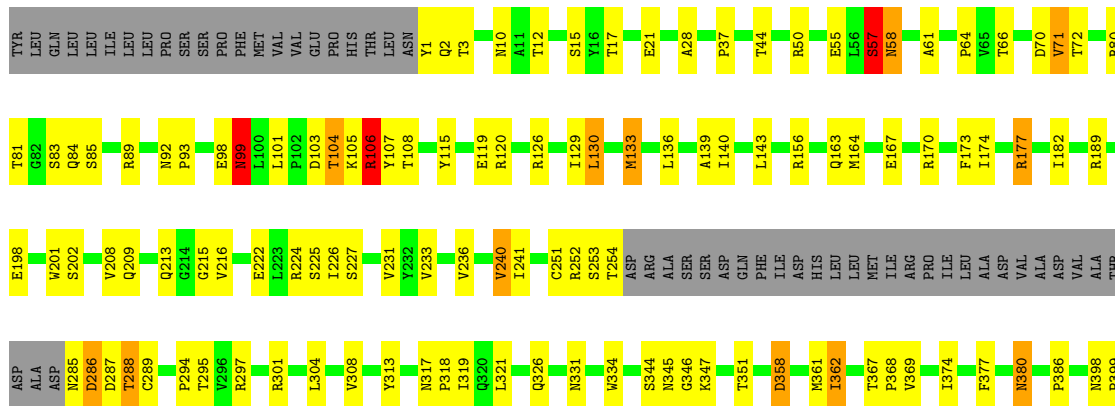 TYR LEU GLN LEU LEU ILE LEU LEU PRO SER SER PRO PHE MET VAL VAL GLU PRO HIS THR LEU ASN Y1 Q2 T3 N10 A11 T12 S15 Y16 T17 E21 A28 P37 T44 R50 E55 L56 S57 N58 A61 P64 V65 T66 D70 V71 T72 R80
T81 G82 S83 Q84 S85 R89 N92 P93 E98 N99 L100 L101 P102 D103 T104 K105 R106 Y107 T108 Y115 E119 R120 R126 I129 L130 M133 L136 A139 I140 L143 R156 Q163 M164 E167 R170 F173 I174 R177 I182 R189
E198 W201 S202 V208 Q209 Q213 G214 G215 V216 E222 L223 R224 S225 I226 S227 V231 Y232 V233 V236 V240 I241 C251 R252 S253 T254 ASP ARG ALA SER SER ASP GLN PHE ILE ASP HIS LEU LEU MET ILE ARG PRO ILE LEU ALA ASP VAL ALA ASP VAL ALA THR
ASP ALA ASP N285 D286 D287 T288 C289 P294 T295 V296 R297 R301 L304 V308 Y313 N317 P318 I319 Q320 L321 Q326 N331 W334 S344 N345 G346 K347 T351 D358 M361 I362 T367 P368 V369 I374 F377 N380 P386 N398